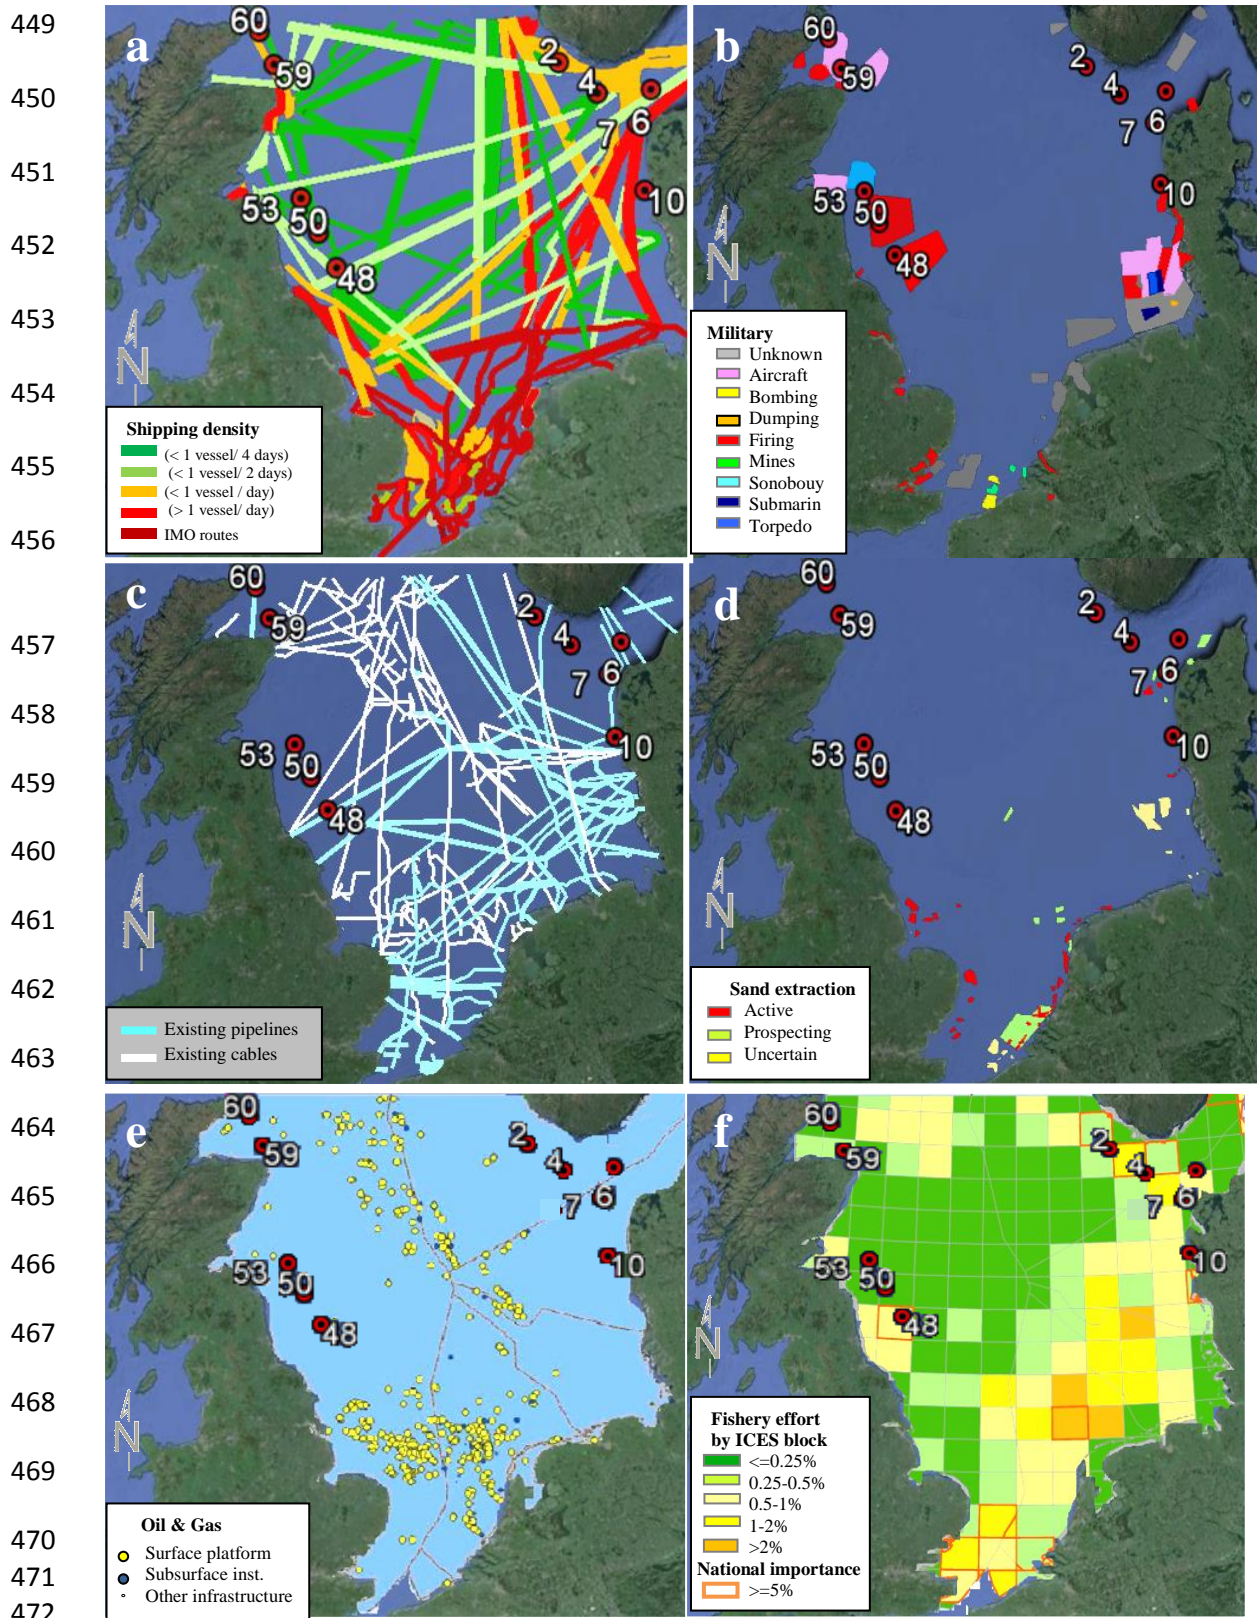 449
450
451
452
453
454
455
456
457
458
459
460
461
462
463
464
465
466
467
468
469
470
471
472
a
60
59
2
4
6
7
10
53
50
48
N
Shipping density
(< 1 vessel/ 4 days)
(< 1 vessel/ 2 days)
(< 1 vessel / day)
(> 1 vessel/ day)
IMO routes
b
60
59
2
4
6
7
10
53
50
48
N
Military
Unknown
Aircraft
Bombing
Dumping
Firing
Mines
Sonobouy
Submarin
Torpedo
c
60
59
2
4
6
7
10
53
50
48
N
Existing pipelines
Existing cables
d
60
59
2
4
6
7
10
53
50
48
N
Sand extraction
Active
Prospecting
Uncertain
e
60
59
2
4
6
7
10
53
50
48
N
Oil & Gas
Surface platform
Subsurface inst.
Other infrastructure
f
60
59
2
4
6
7
10
53
50
48
N
Fishery effort
by ICES block
<=0.25%
0.25-0.5%
0.5-1%
1-2%
>2%
National importance
>=5%